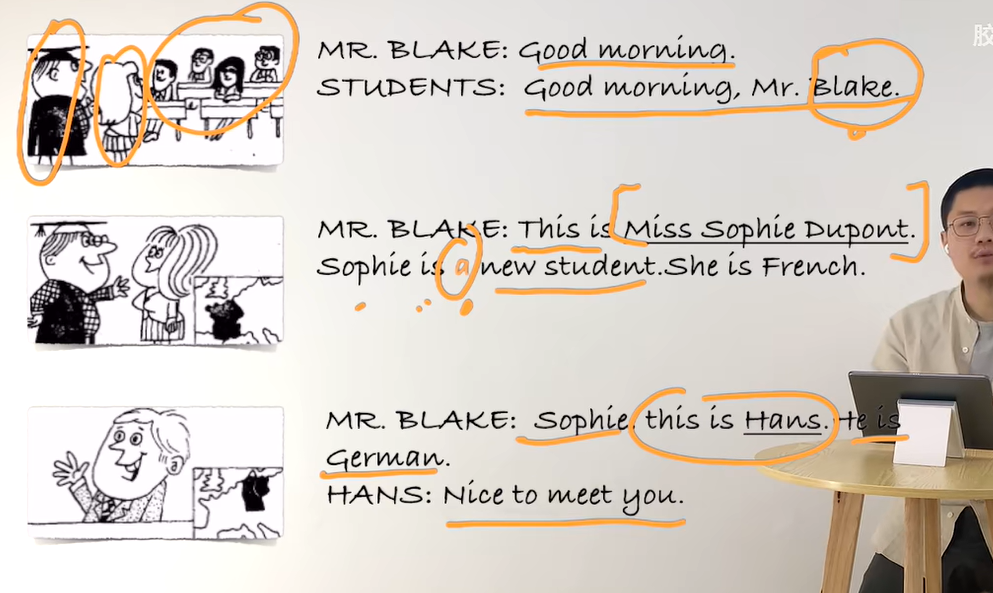 胶
MR. BLAKE: Good morning.
STUDENTS: Good morning, Mr. Blake.
MR. BLAKE: This is Miss Sophie Dupont.
Sophie is a new student.She is French.
MR. BLAKE: Sophie, this is Hans. He is
German.
HANS: Nice to meet you.